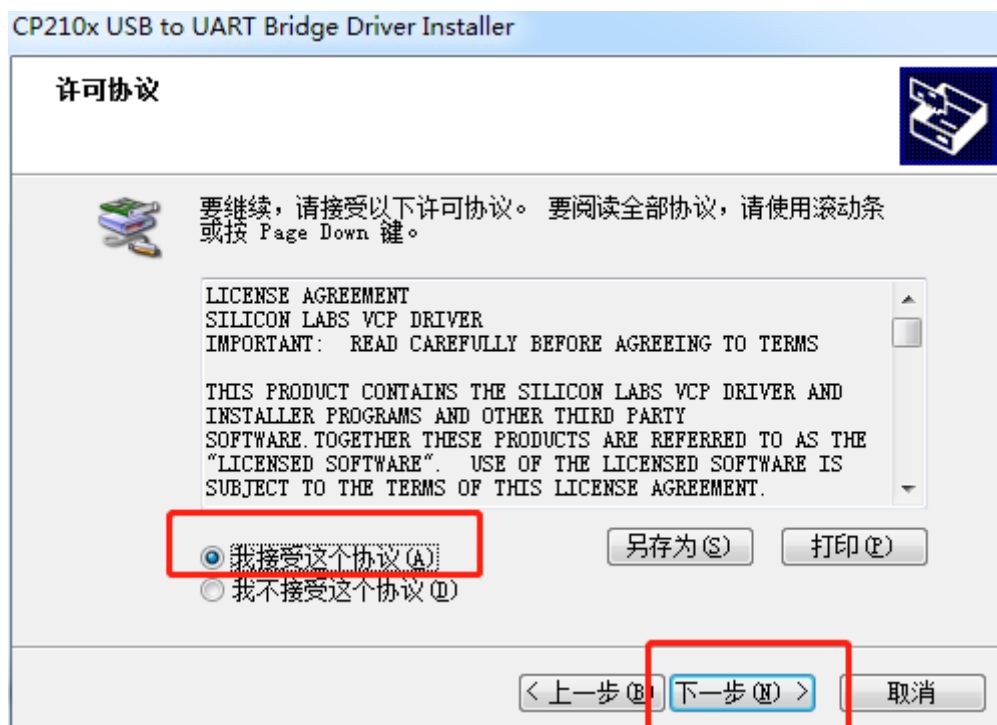 CP210x USB to UART Bridge Driver Installer
许可协议
要继续，请接受以下许可协议。 要阅读全部协议，请使用滚动条
或按 Page Down 键。
LICENSE AGREEMENT
SILICON LABS VCP DRIVER
IMPORTANT:  READ CAREFULLY BEFORE AGREEING TO TERMS
THIS PRODUCT CONTAINS THE SILICON LABS VCP DRIVER AND
INSTALLER PROGRAMS AND OTHER THIRD PARTY
SOFTWARE.TOGETHER THESE PRODUCTS ARE REFERRED TO AS THE
"LICENSED SOFTWARE".  USE OF THE LICENSED SOFTWARE IS
SUBJECT TO THE TERMS OF THIS LICENSE AGREEMENT.
我接受这个协议(A)
另存为(S)
打印(P)
我不接受这个协议(D)
< 上一步(B)
下一步(N) >
取消